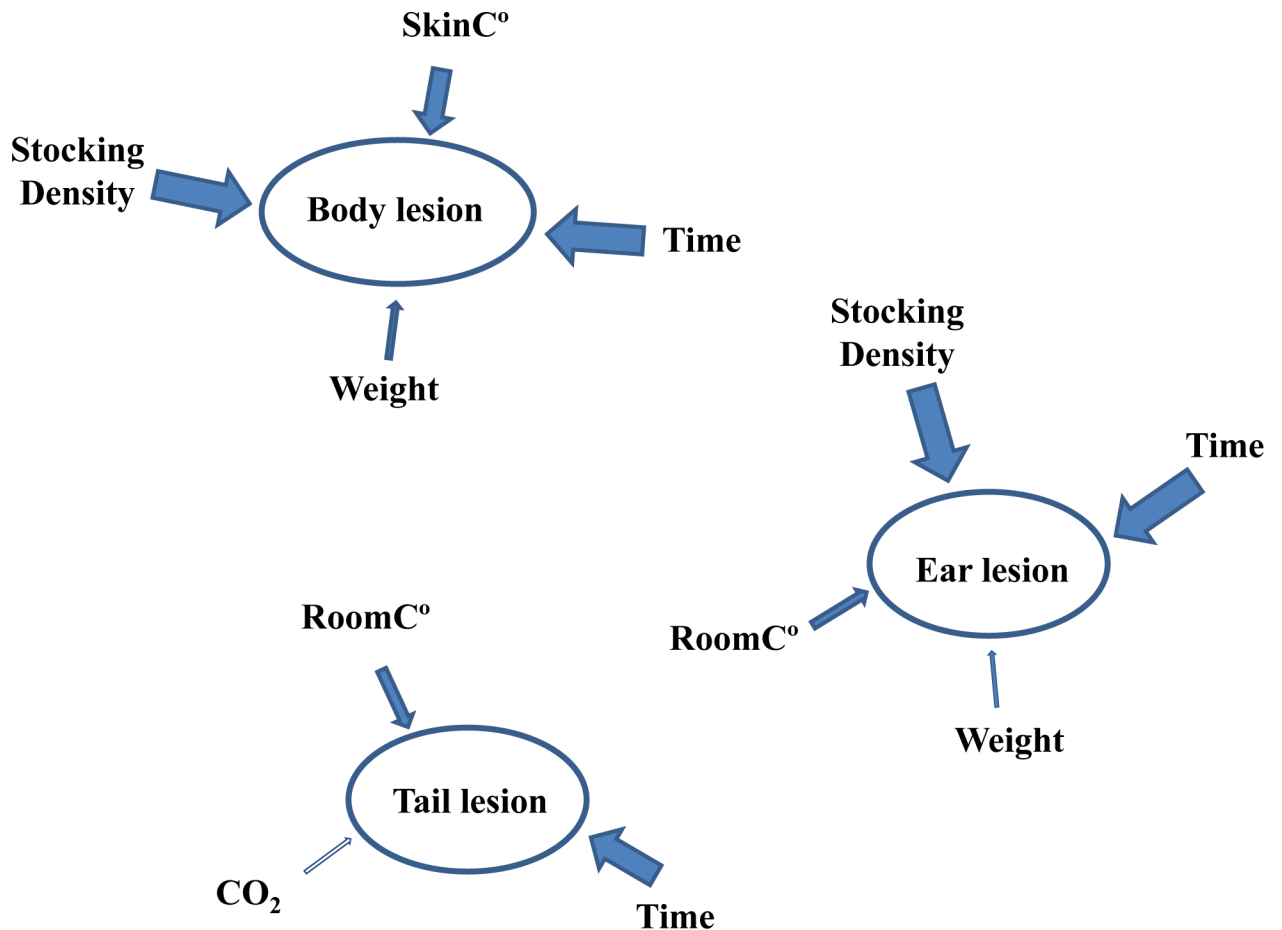 SkinCº
Stocking
Density
Body lesion
Time
Weight
Stocking
Density
Time
Ear lesion
RoomCº
Weight
RoomCº
Tail lesion
CO₂
Time